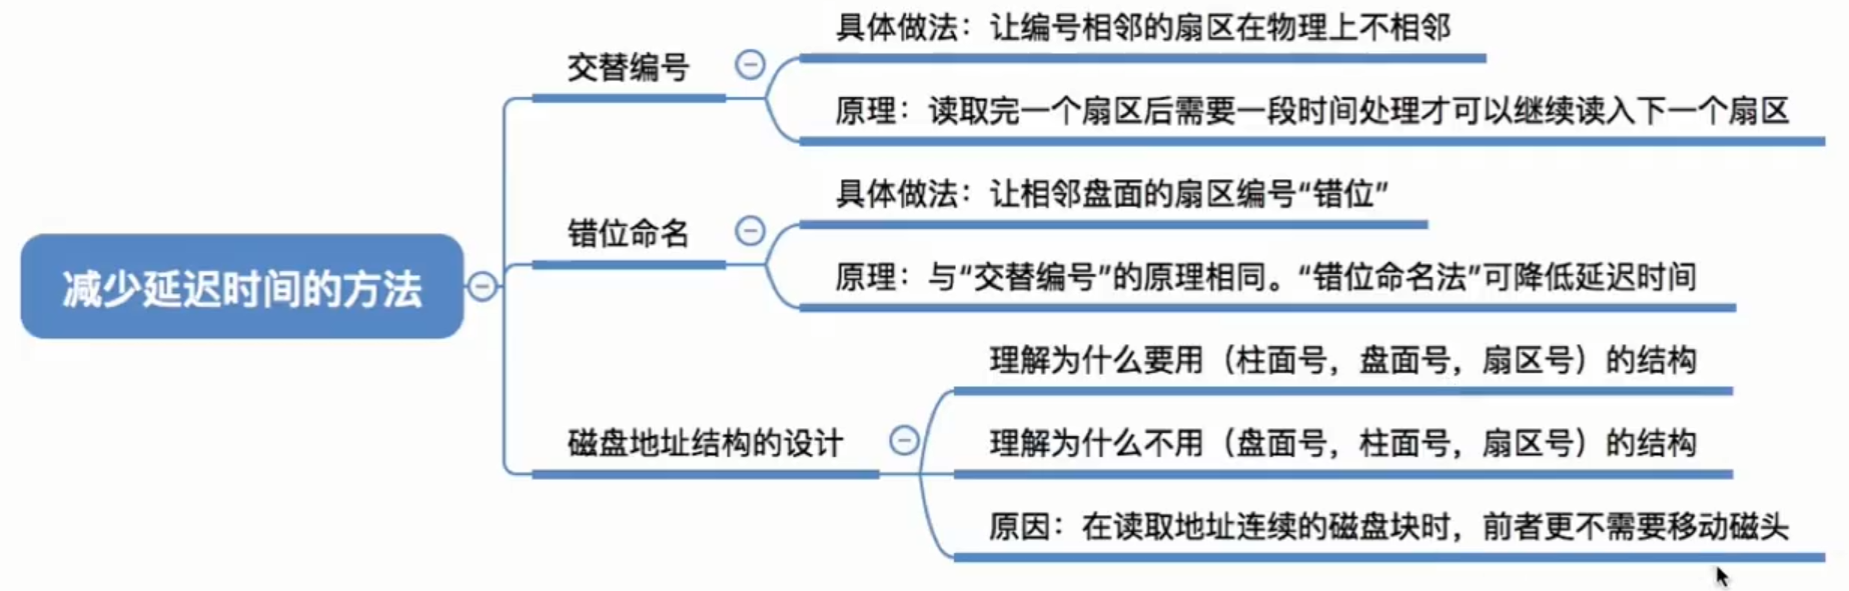 减少延迟时间的方法
交替编号
具体做法：让编号相邻的扇区在物理上不相邻
原理：读取完一个扇区后需要一段时间处理才可以继续读入下一个扇区
错位命名
具体做法：让相邻盘面的扇区编号“错位”
原理：与“交替编号”的原理相同。“错位命名法”可降低延迟时间
磁盘地址结构的设计
理解为什么要用（柱面号，盘面号，扇区号）的结构
理解为什么不用（盘面号，柱面号，扇区号）的结构
原因：在读取地址连续的磁盘块时，前者更不需要移动磁头